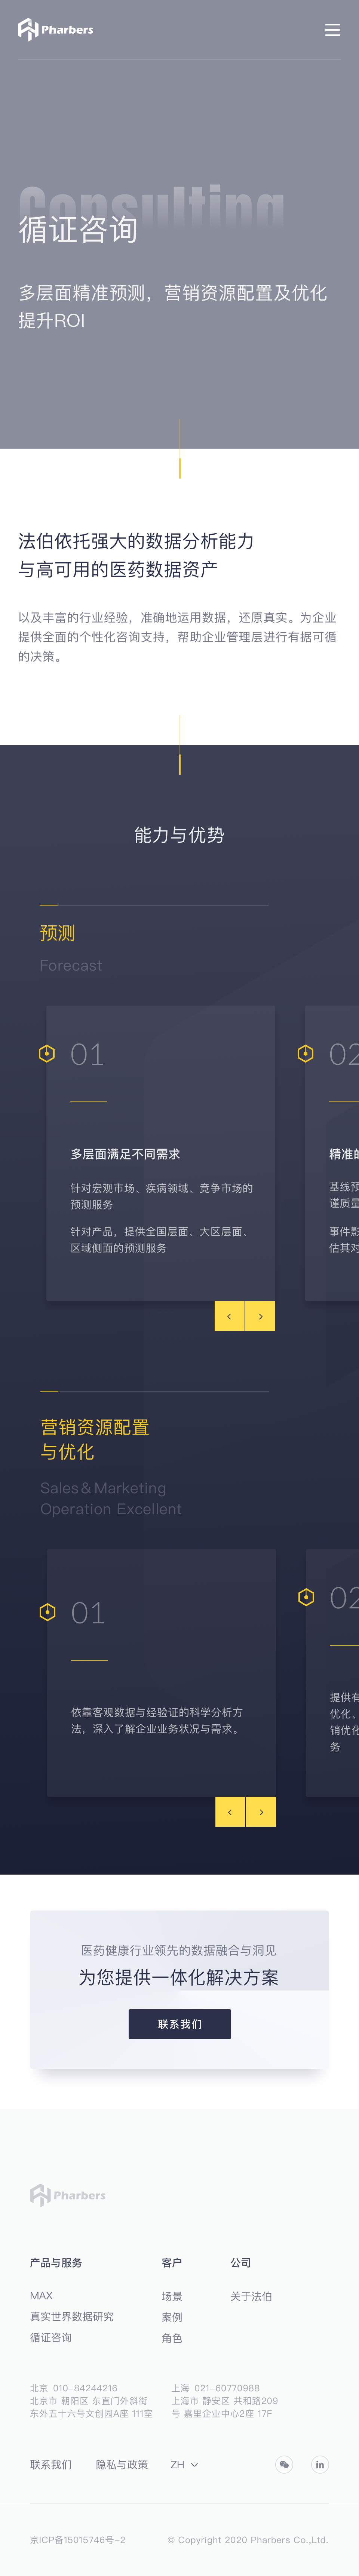 Pharbers
Consulting
循证咨询
多层面精准预测，营销资源配置及优化
提升ROI
法伯依托强大的数据分析能力
与高可用的医药数据资产
以及丰富的行业经验，准确地运用数据，还原真实。为企业
提供全面的个性化咨询支持，帮助企业管理层进行有据可循
的决策。
能力与优势
预测
Forecast
01
02
多层面满足不同需求
精准的
针对宏观市场、疾病领域、竞争市场的
预测服务
针对产品，提供全国层面、大区层面、
区域侧面的预测服务
基线预
谨质量
事件影
估其对
营销资源配置
与优化
Sales & Marketing
Operation Excellent
01
02
依靠客观数据与经验证的科学分析方
法，深入了解企业业务状况与需求。
提供有
优化、
销优化
务
医药健康行业领先的数据融合与洞见
为您提供一体化解决方案
联系我们
Pharbers
产品与服务
MAX
真实世界数据研究
循证咨询
客户
场景
案例
角色
公司
关于法伯
北京 010-84244216
北京市 朝阳区 东直门外斜街
东外五十六号文创园A座 111室
上海 021-60770988
上海市 静安区 共和路209
号 嘉里企业中心2座 17F
联系我们 隐私与政策 ZH
in
京ICP备15015746号-2 © Copyright 2020 Pharbers Co.,Ltd.